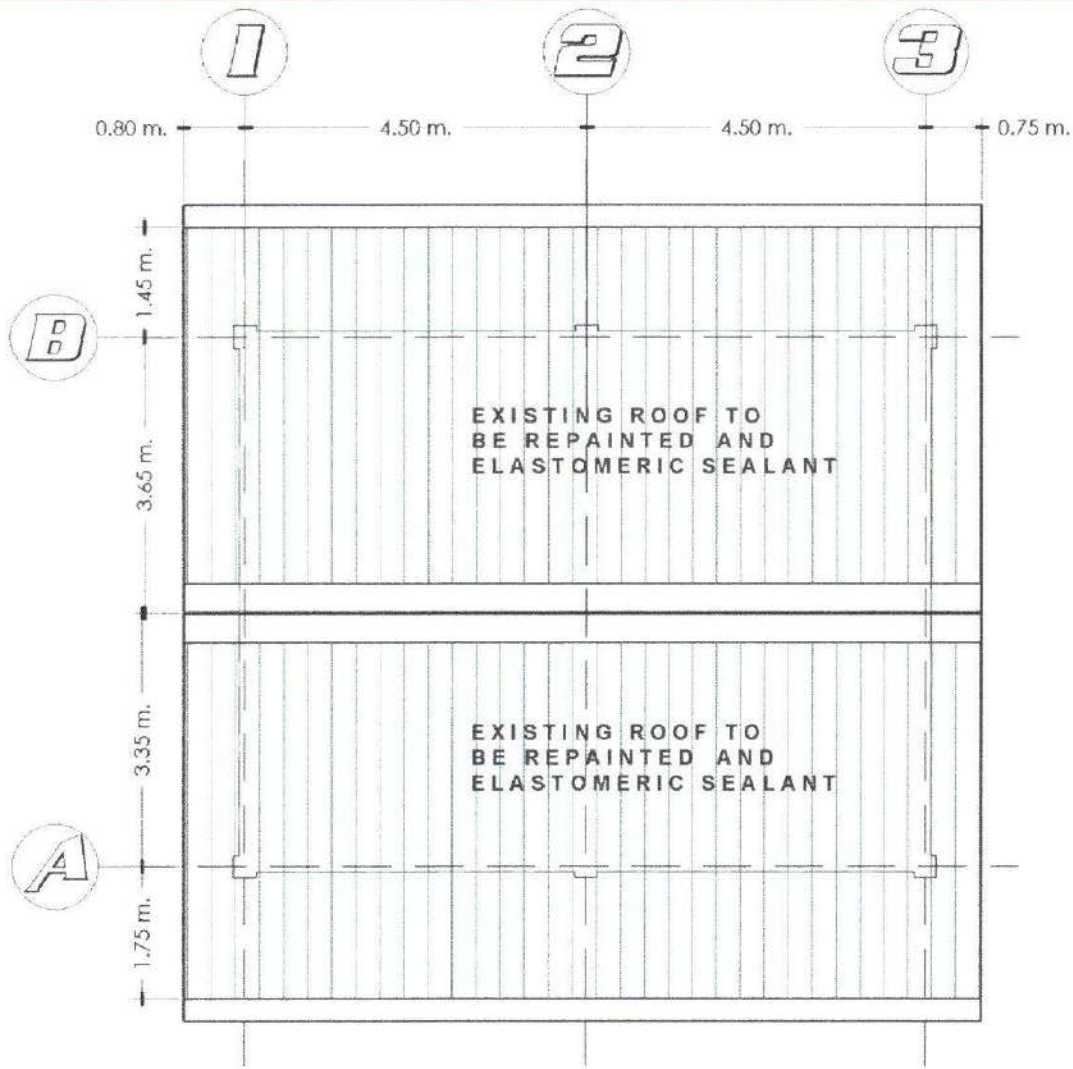 1 2 3
0.80 m. 4.50 m. 4.50 m. 0.75 m.
1.45 m.
B
3.65 m.
EXISTING ROOF TO
BE REPAINTED AND
ELASTOMERIC SEALANT
3.35 m.
EXISTING ROOF TO
BE REPAINTED AND
ELASTOMERIC SEALANT
A
1.75 m.